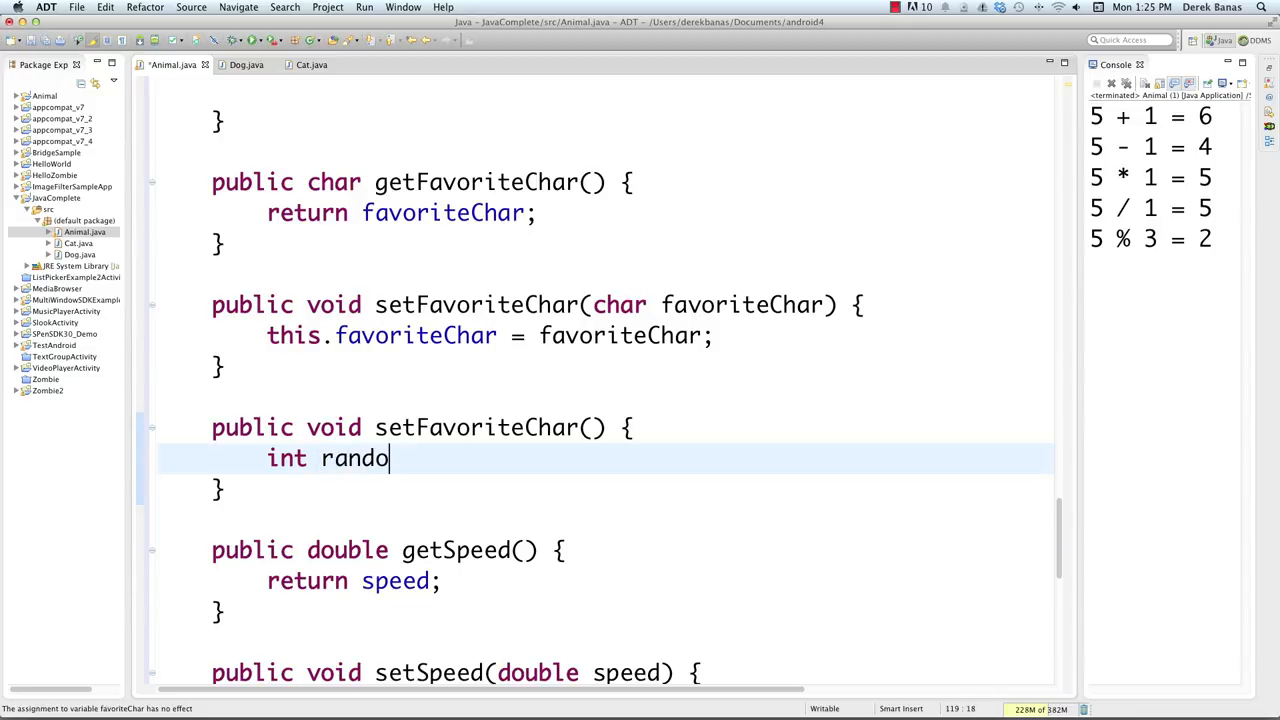 ADT File Edit Refactor Source Navigate Search Project Run Window Help 10 Mon 1:25 PM Derek Banas
Java – JavaComplete/src/Animal.java – ADT – /Users/derekbanas/Documents/android4
Quick Access Java DDMS
Package Exp
Animal
appcompat_v7
appcompat_v7_2
appcompat_v7_3
appcompat_v7_4
BridgeSample
HelloWorld
HelloZombie
ImageFilterSampleApp
JavaComplete
src
(default package)
Animal.java
Cat.java
Dog.java
JRE System Library [Java
ListPickerExample2Activi
MediaBrowser
MultiWindowSDKExample
MusicPlayerActivity
SlookActivity
SPenSDK30_Demo
TestAndroid
TextGroupActivity
VideoPlayerActivity
Zombie
Zombie2
*Animal.java Dog.java Cat.java
}
public char getFavoriteChar() {
return favoriteChar;
}
public void setFavoriteChar(char favoriteChar) {
this.favoriteChar = favoriteChar;
}
public void setFavoriteChar() {
int rando
}
public double getSpeed() {
return speed;
}
public void setSpeed(double speed) {
Console
<terminated> Animal (1) [Java Application] /S
5 + 1 = 6
5 - 1 = 4
5 * 1 = 5
5 / 1 = 5
5 % 3 = 2
The assignment to variable favoriteChar has no effect Writable Smart Insert 119 : 18 228M of 382M